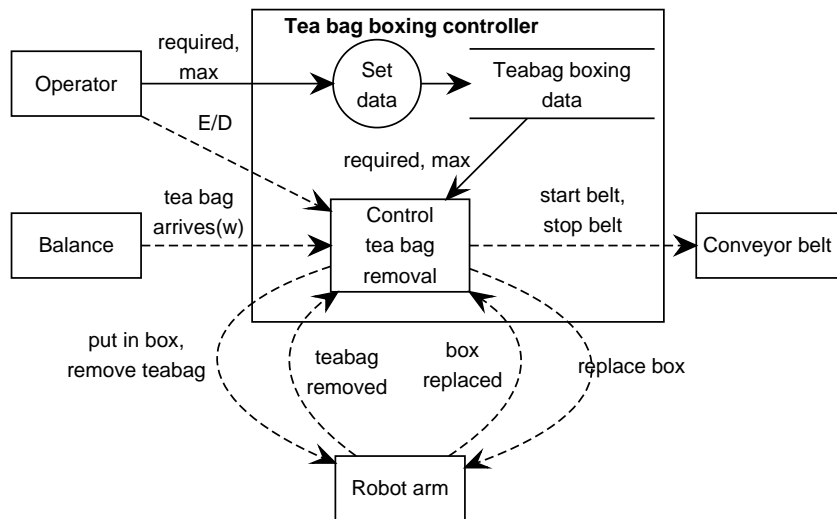 Tea bag boxing controller
required,
max
Operator
Set
data
Teabag boxing
data
E/D
required, max
tea bag
arrives(w)
Balance
Control
tea bag
removal
start belt,
stop belt
Conveyor belt
put in box,
remove teabag
teabag
removed
box
replaced
replace box
Robot arm